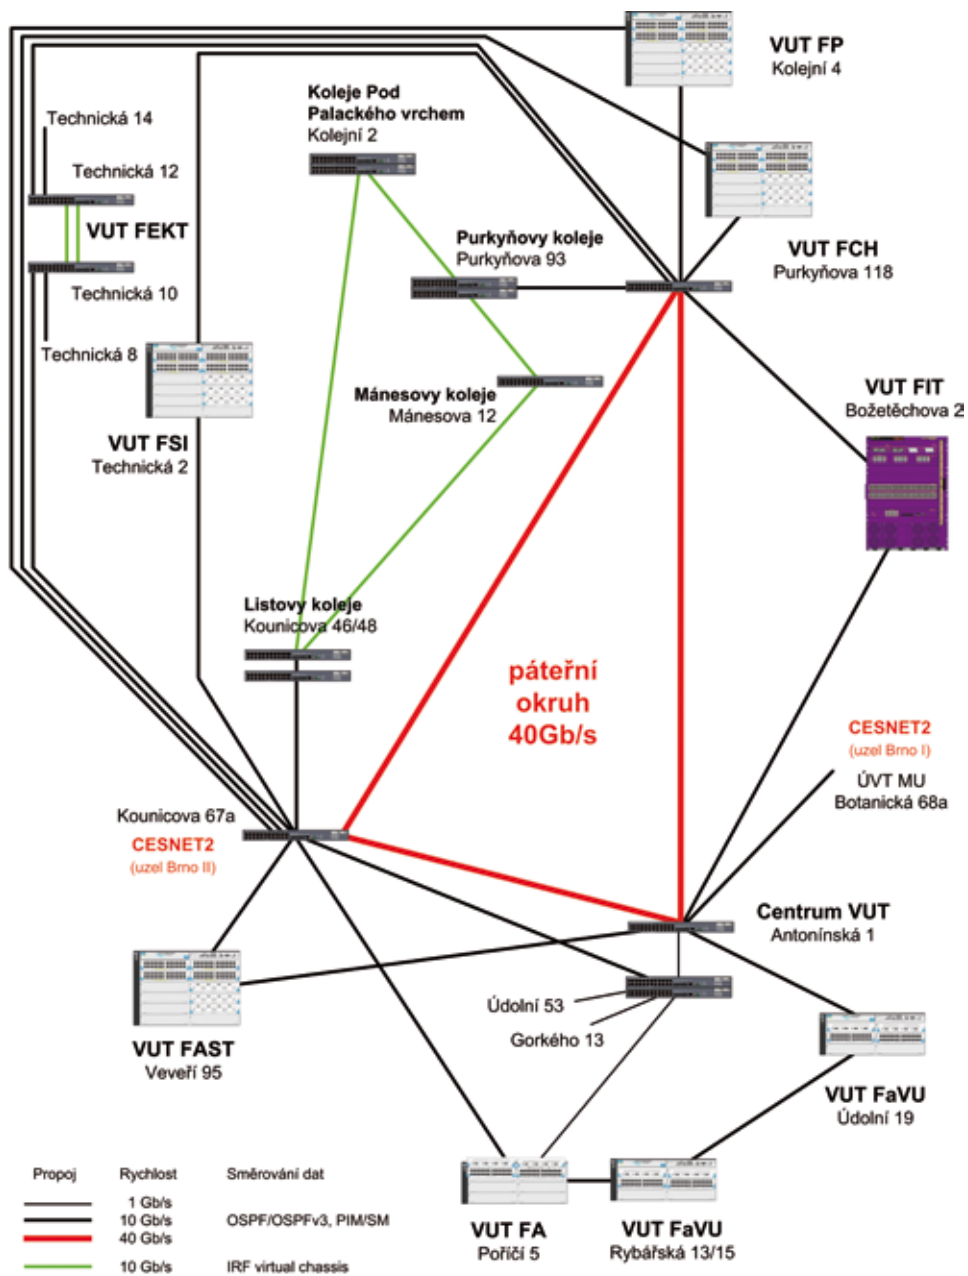 VUT FP
Kolejní 4
Koleje Pod
Palackého vrchem
Kolejní 2
Technická 14
Technická 12
VUT FEKT
Technická 10
Technická 8
Purkyňovy koleje
Purkyňova 93
VUT FCH
Purkyňova 118
VUT FSI
Technická 2
Mánesovy koleje
Mánesova 12
VUT FIT
Božetěchova 2
Listovy koleje
Kounicova 46/48
páteřní
okruh
40Gb/s
CESNET2
(uzel Brno I)
ÚVT MU
Botanická 68a
Kounicova 67a
CESNET2
(uzel Brno II)
Centrum VUT
Antonínská 1
Údolní 53
Gorkého 13
VUT FAST
Veveří 95
VUT FaVU
Údolní 19
VUT FA
Poříčí 5
VUT FaVU
Rybářská 13/15
Propoj Rychlost Směrování dat
1 Gb/s
10 Gb/s OSPF/OSPFv3, PIM/SM
40 Gb/s
10 Gb/s IRF virtual chassis